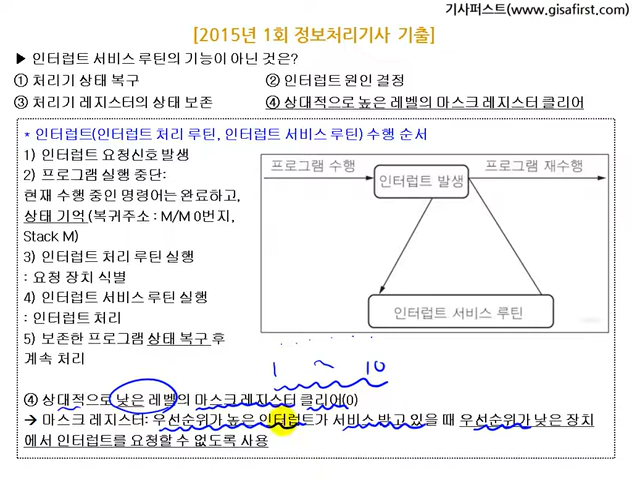 기사퍼스트(www.gisafirst.com)
[2015년 1회 정보처리기사 기출]
▶ 인터럽트 서비스 루틴의 기능이 아닌 것은?
① 처리기 상태 복구 ② 인터럽트 원인 결정
③ 처리기 레지스터의 상태 보존 ④ 상대적으로 높은 레벨의 마스크 레지스터 클리어
* 인터럽트(인터럽트 처리 루틴, 인터럽트 서비스 루틴) 수행 순서
1) 인터럽트 요청신호 발생
2) 프로그램 실행 중단:
현재 수행 중인 명령어는 완료하고,
상태 기억(복귀주소 : M/M 0번지,
Stack M)
3) 인터럽트 처리 루틴 실행
: 요청 장치 식별
4) 인터럽트 서비스 루틴 실행
: 인터럽트 처리
5) 보존한 프로그램 상태 복구 후
계속 처리
프로그램 수행
인터럽트 발생
프로그램 재수행
인터럽트 서비스 루틴
1 ~ 10
④ 상대적으로 낮은 레벨의 마스크 레지스터 클리어(0)
→ 마스크 레지스터: 우선순위가 높은 인터럽트가 서비스 받고 있을 때 우선순위가 낮은 장치
에서 인터럽트를 요청할 수 없도록 사용